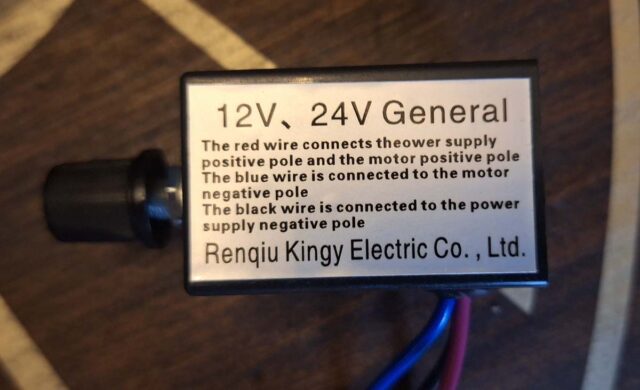 12V、24V General
The red wire connects theower supply
positive pole and the motor positive pole
The blue wire is connected to the motor
negative pole
The black wire is connected to the power
supply negative pole
Renqiu Kingy Electric Co. , Ltd.